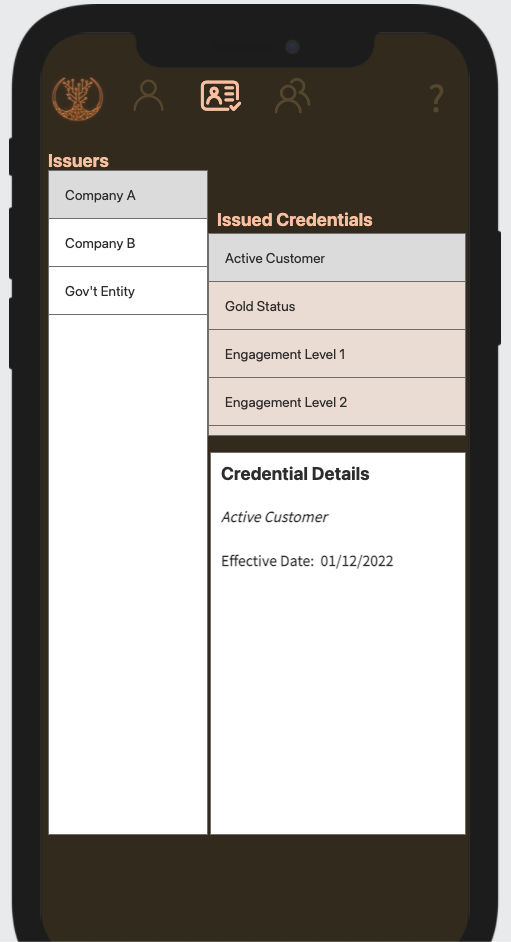 ?
Issuers
Company A
Company B
Gov't Entity
Issued Credentials
Active Customer
Gold Status
Engagement Level 1
Engagement Level 2
Credential Details
Active Customer
Effective Date: 01/12/2022